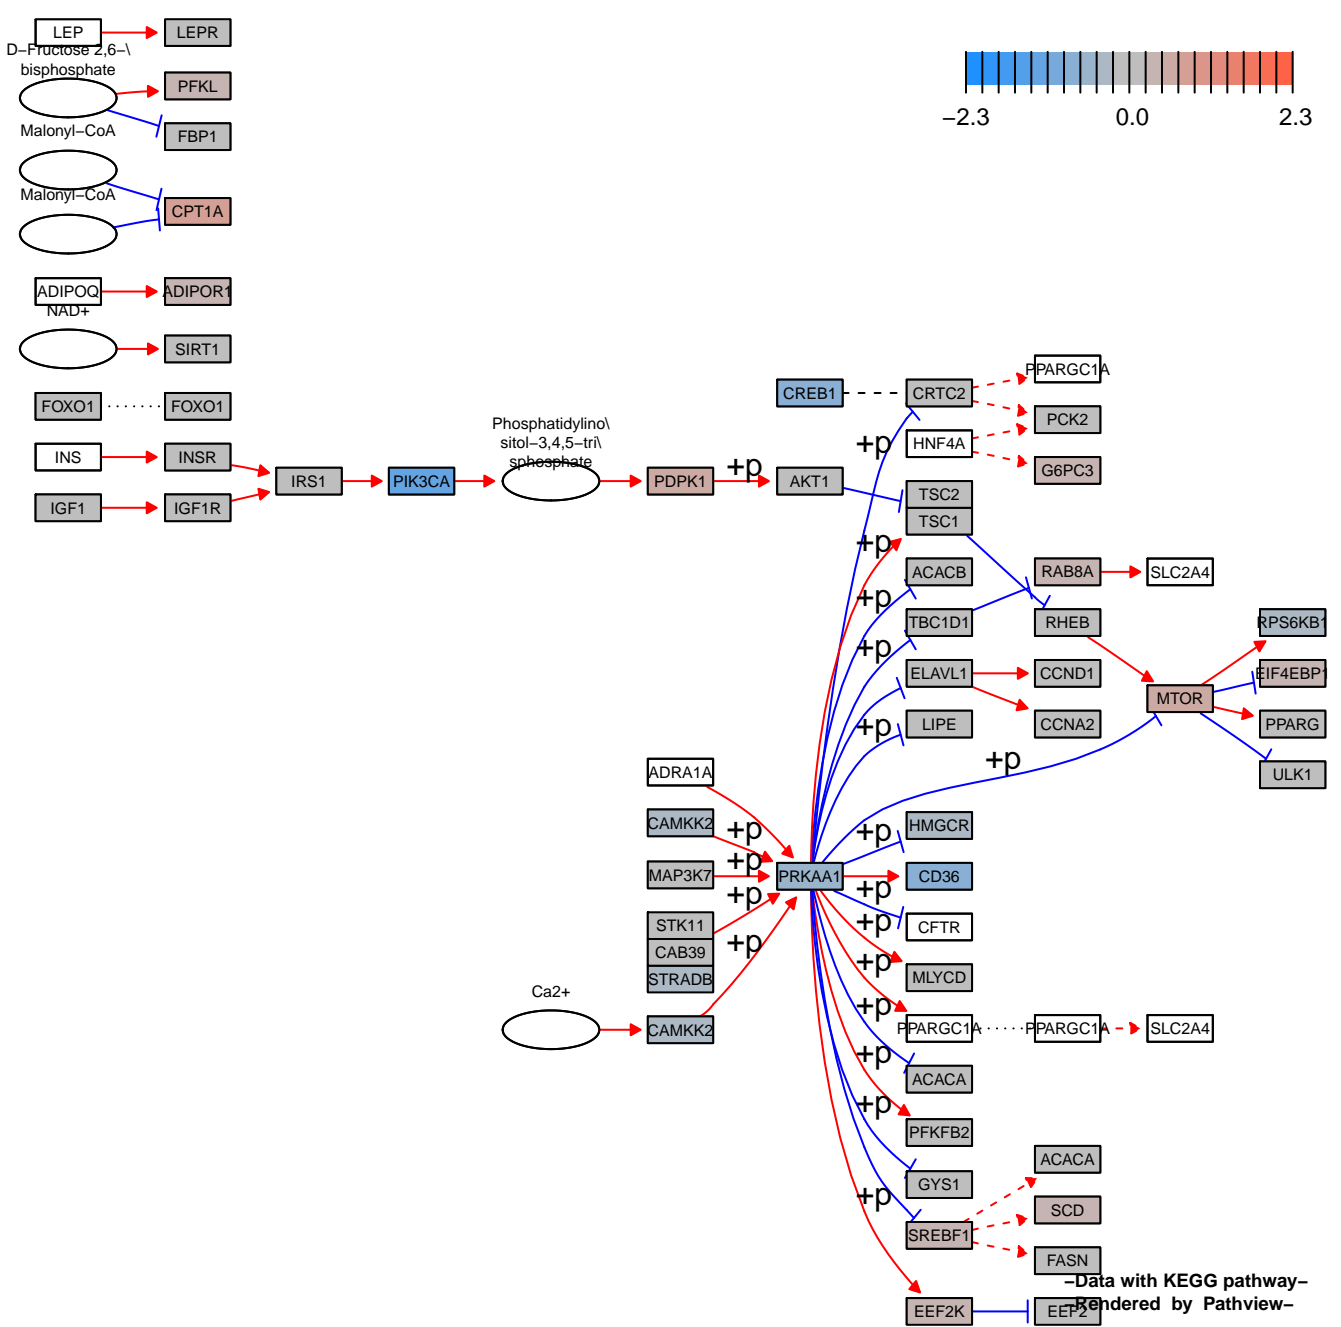 LEP
LEPR
D−Fructose 2,6−\
bisphosphate
PFKL
FBP1
Malonyl−CoA
Malonyl−CoA
CPT1A
ADIPOQ
ADIPOR1
NAD+
SIRT1
FOXO1
FOXO1
INS
INSR
IGF1
IGF1R
IRS1
PIK3CA
Phosphatidylino\
sitol−3,4,5−tri\
sphosphate
PDPK1
+p
AKT1
−2.3
0.0
2.3
CREB1
CRTC2
PPARGC1A
PCK2
+p
HNF4A
G6PC3
TSC2
TSC1
+p
ACACB
RAB8A
SLC2A4
+p
TBC1D1
RHEB
RPS6KB1
+p
ELAVL1
CCND1
EIF4EBP1
MTOR
+p
LIPE
CCNA2
PPARG
+p
ULK1
ADRA1A
CAMKK2
+p
+p
HMGCR
MAP3K7
+p
PRKAA1
+p
CD36
+p
STK11
+p
CFTR
CAB39
+p
+p
STRADB
MLYCD
Ca2+
CAMKK2
+p
PPARGC1A
PPARGC1A
SLC2A4
+p
ACACA
+p
PFKFB2
ACACA
+p
GYS1
SCD
SREBF1
FASN
EEF2K
EEF2
−Data with KEGG pathway−
−Rendered by Pathview−